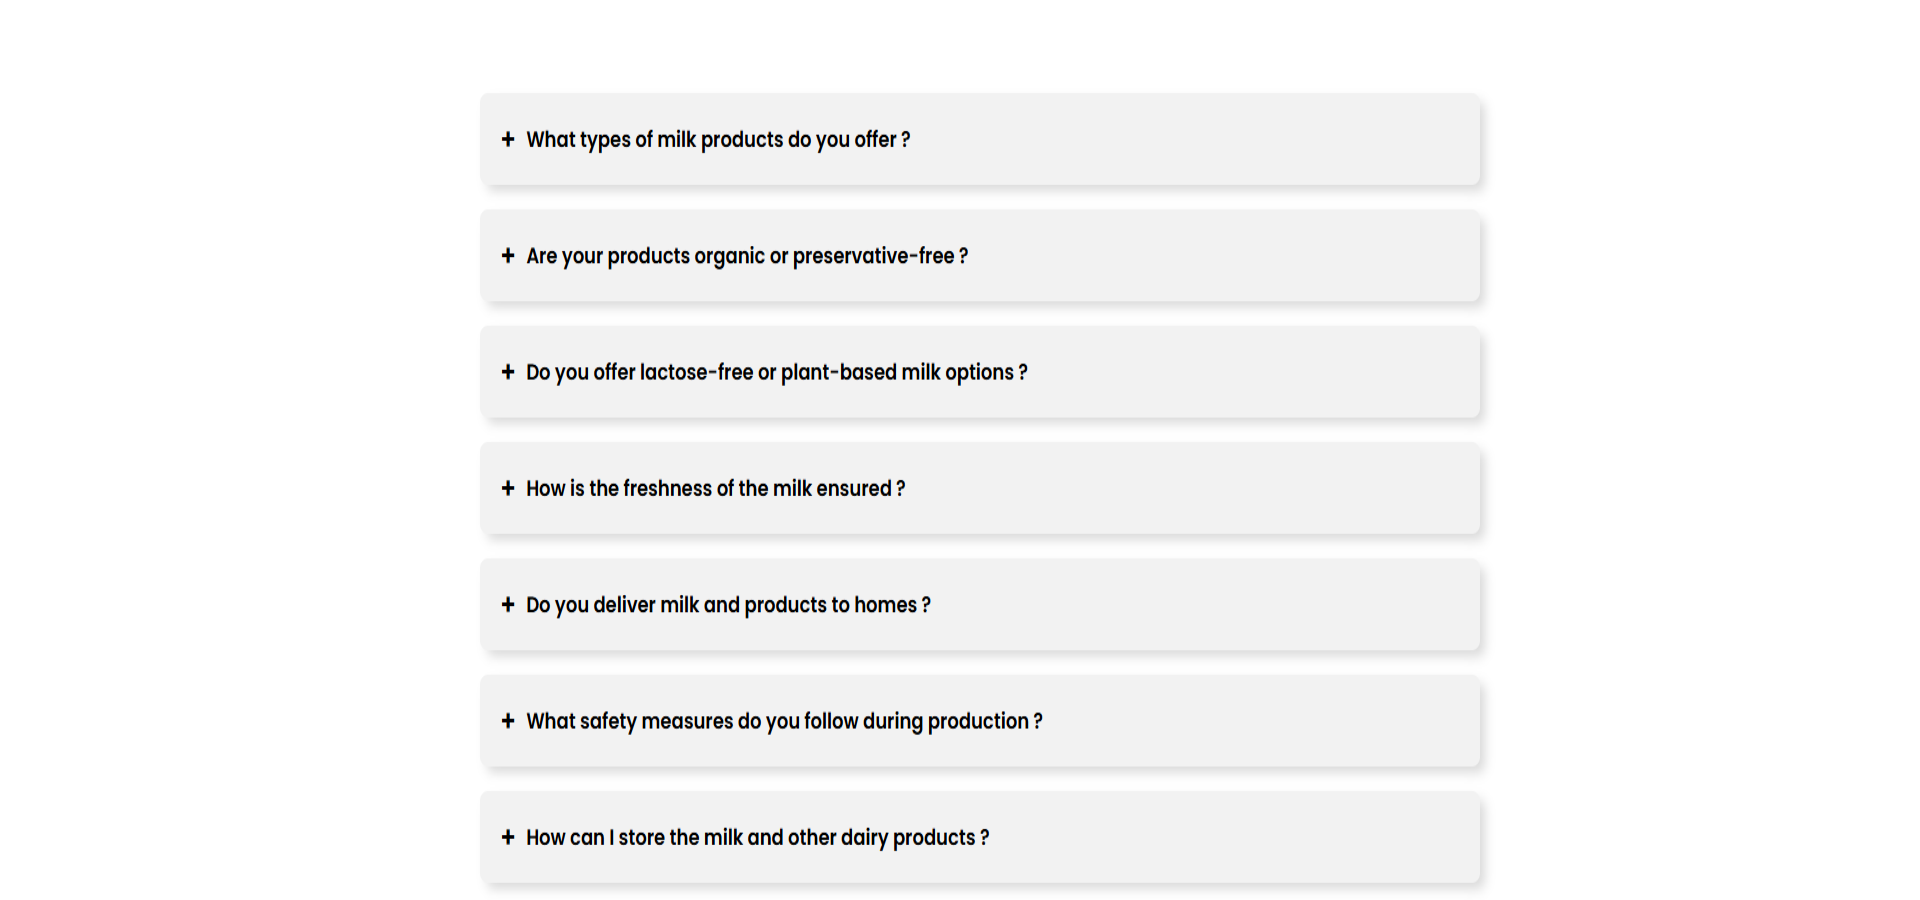 + What types of milk products do you offer ?
+ Are your products organic or preservative-free ?
+ Do you offer lactose-free or plant-based milk options ?
+ How is the freshness of the milk ensured ?
+ Do you deliver milk and products to homes ?
+ What safety measures do you follow during production ?
+ How can I store the milk and other dairy products ?